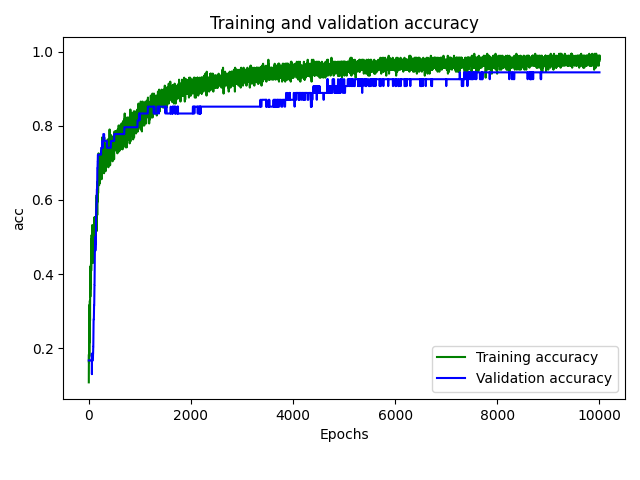 Training and validation accuracy
1.0
0.8
0.6
0.4
0.2
acc
0
2000
4000
6000
8000
10000
Epochs
Training accuracy
Validation accuracy